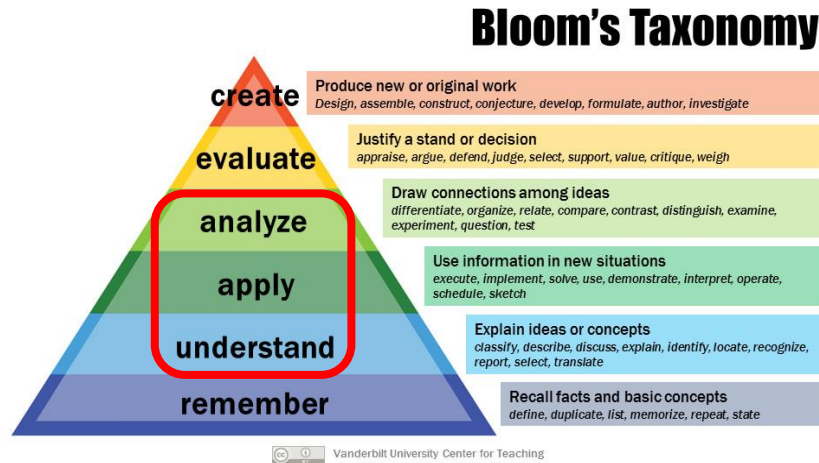 Bloom's Taxonomy
create
Produce new or original work
Design, assemble, construct, conjecture, develop, formulate, author, investigate
evaluate
Justify a stand or decision
appraise, argue, defend, judge, select, support, value, critique, weigh
analyze
Draw connections among ideas
differentiate, organize, relate, compare, contrast, distinguish, examine,
experiment, question, test
apply
Use information in new situations
execute, implement, solve, use, demonstrate, interpret, operate,
schedule, sketch
understand
Explain ideas or concepts
classify, describe, discuss, explain, identify, locate, recognize,
report, select, translate
remember
Recall facts and basic concepts
define, duplicate, list, memorize, repeat, state
cc
Vanderbilt University Center for Teaching